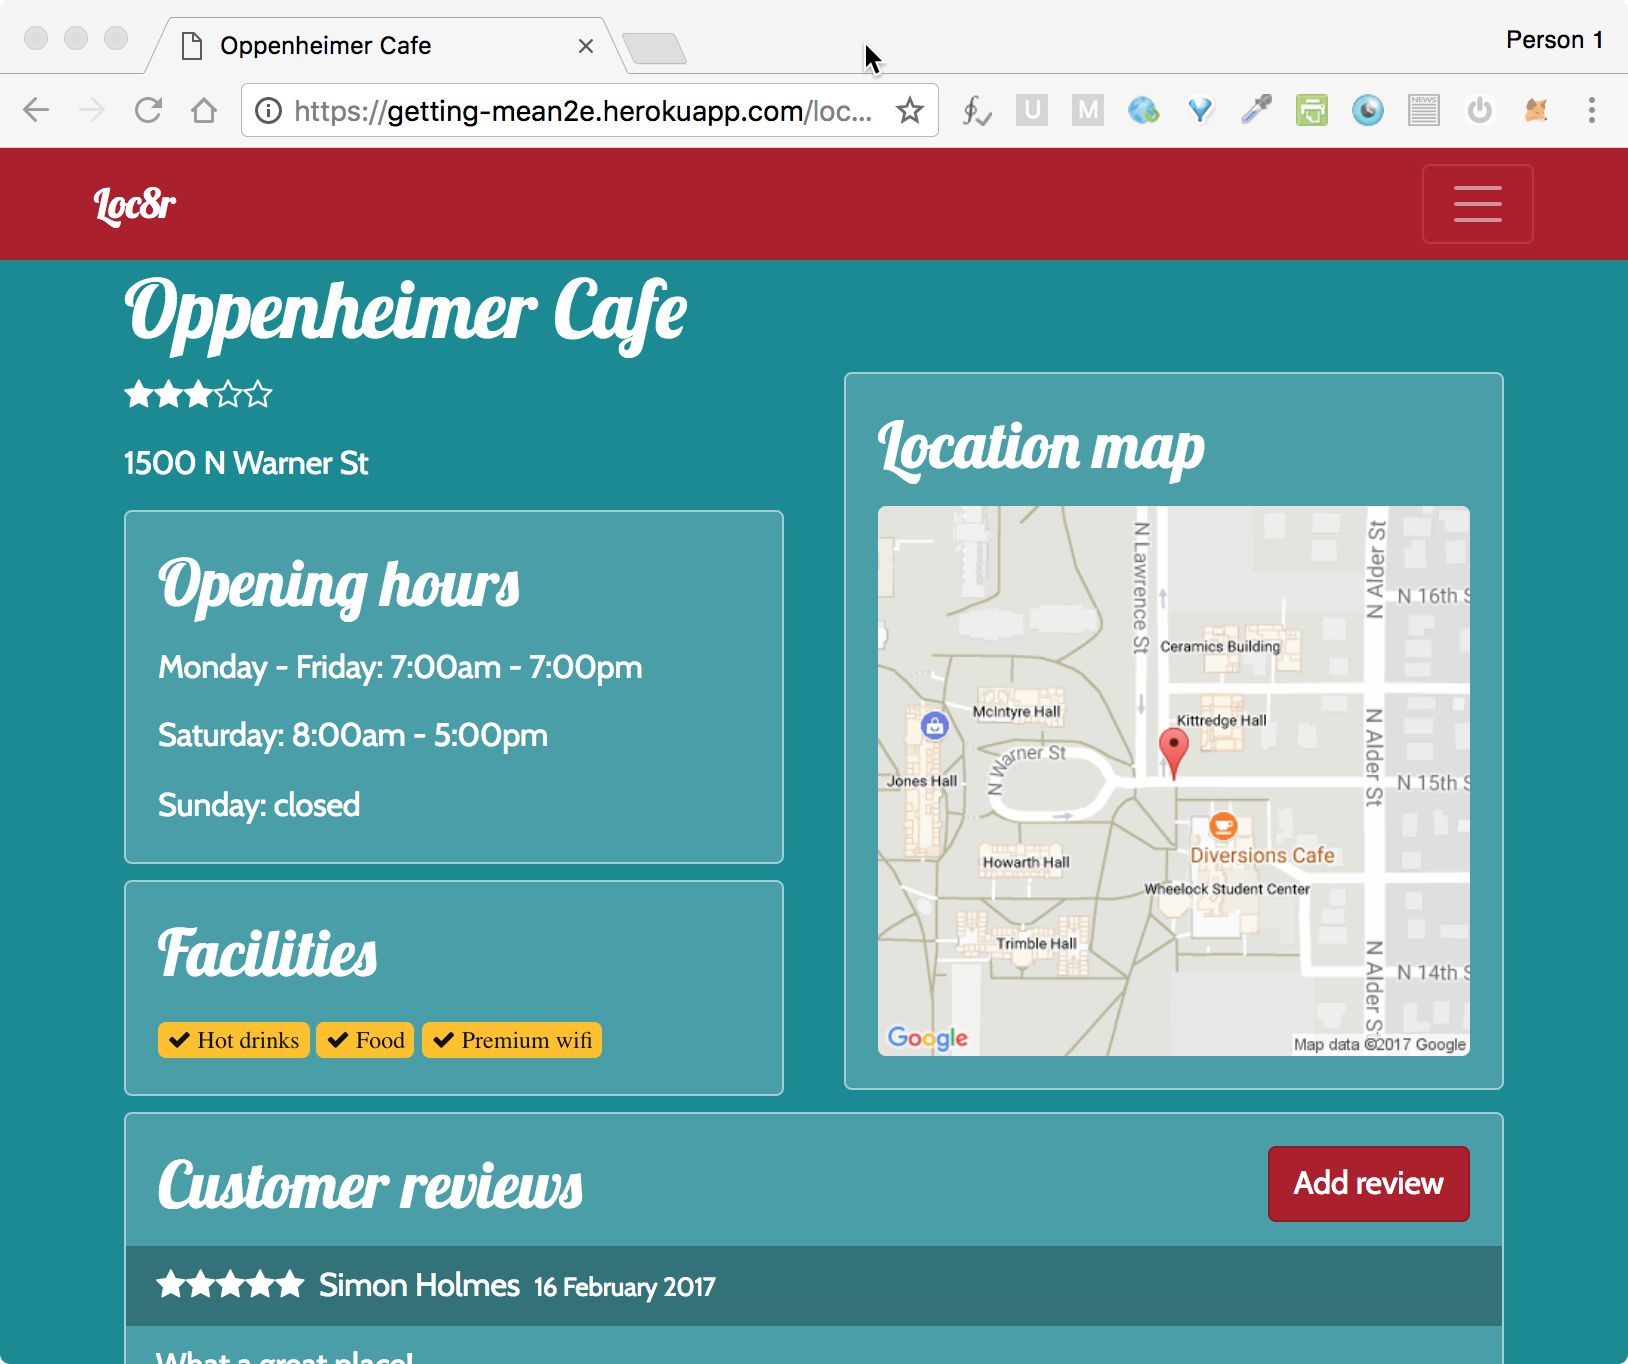 Oppenheimer Cafe
Person 1
https://getting-mean2e.herokuapp.com/loc...
U
M
NEWS
Loc8r
Oppenheimer Cafe
1500 N Warner St
Opening hours
Monday - Friday: 7:00am - 7:00pm
Saturday: 8:00am - 5:00pm
Sunday: closed
Facilities
Hot drinks
Food
Premium wifi
Location map
N Lawrence St
N Alder St
N 16th S
Ceramics Building
McIntyre Hall
Kittredge Hall
N Warner St
N Alder St
Jones Hall
N 15th S
Diversions Cafe
Howarth Hall
Wheelock Student Center
Trimble Hall
N Alder St
N 14th S
Google
Map data ©2017 Google
Customer reviews
Add review
Simon Holmes 16 February 2017
What a great place!